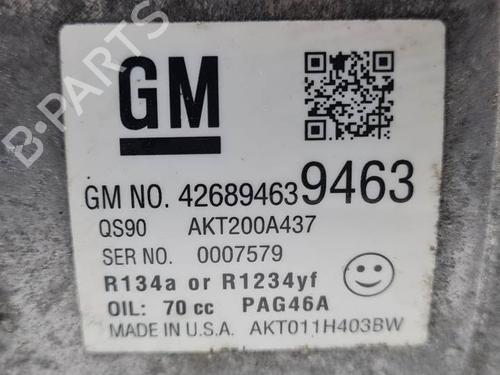 GM
GM NO. 42689463 9463
QS90 AKT200A437
SER NO. 0007579
R134a or R1234yf
OIL: 70 cc PAG46A
MADE IN U.S.A. AKT011H403BW
B-PARTS